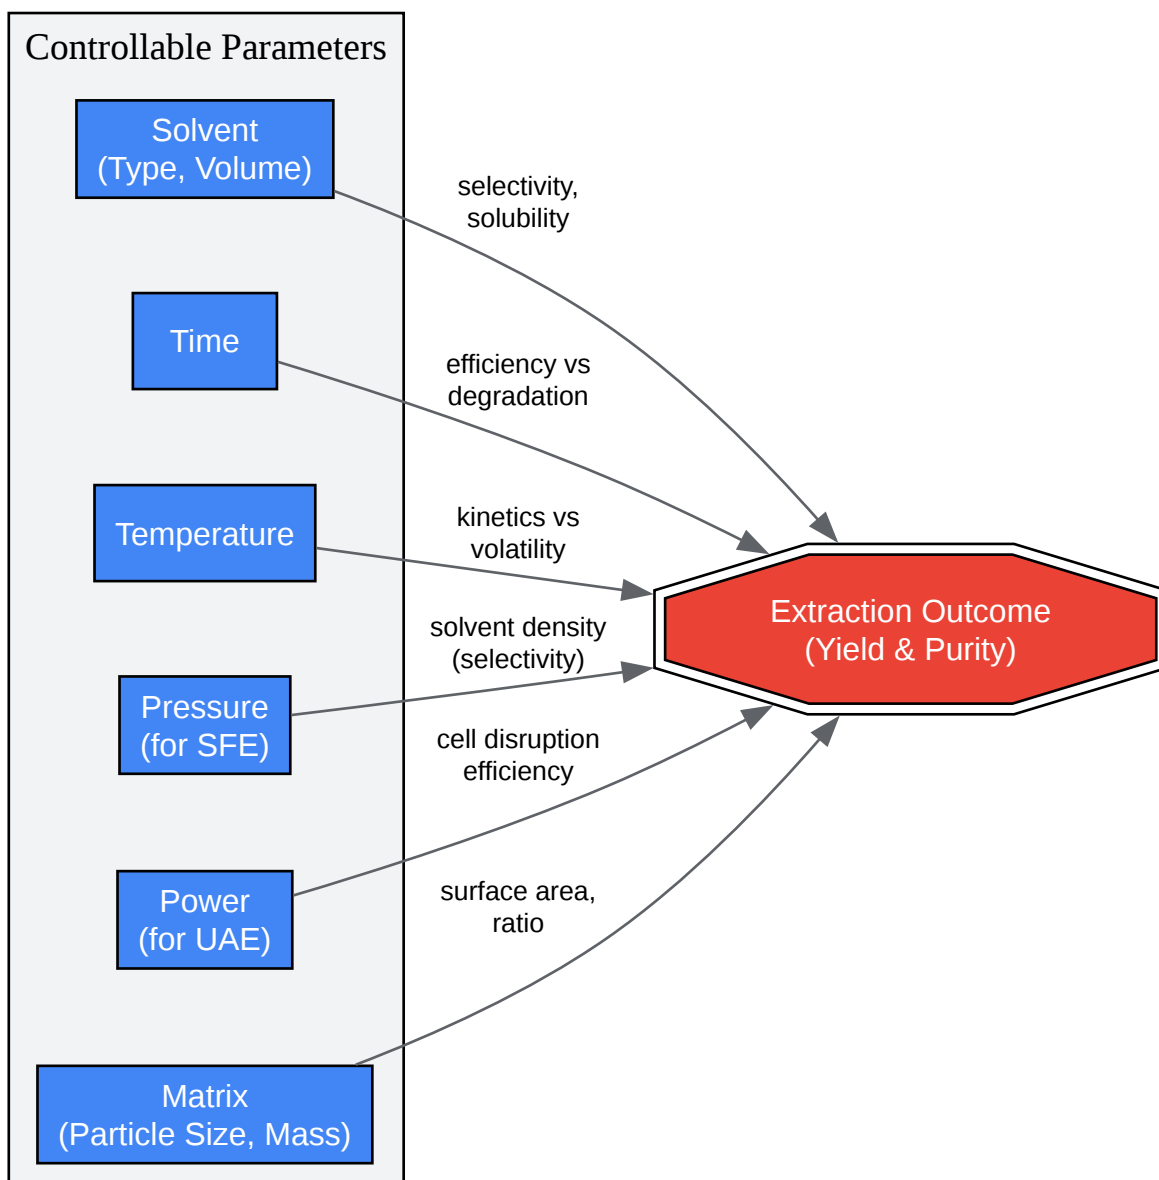 Controllable Parameters
Solvent
(Type, Volume)
selectivity,
solubility
Time
efficiency vs
degradation
Temperature
kinetics vs
volatility
Extraction Outcome
(Yield & Purity)
solvent density
(selectivity)
Pressure
(for SFE)
cell disruption
efficiency
Power
(for UAE)
surface area,
ratio
Matrix
(Particle Size, Mass)